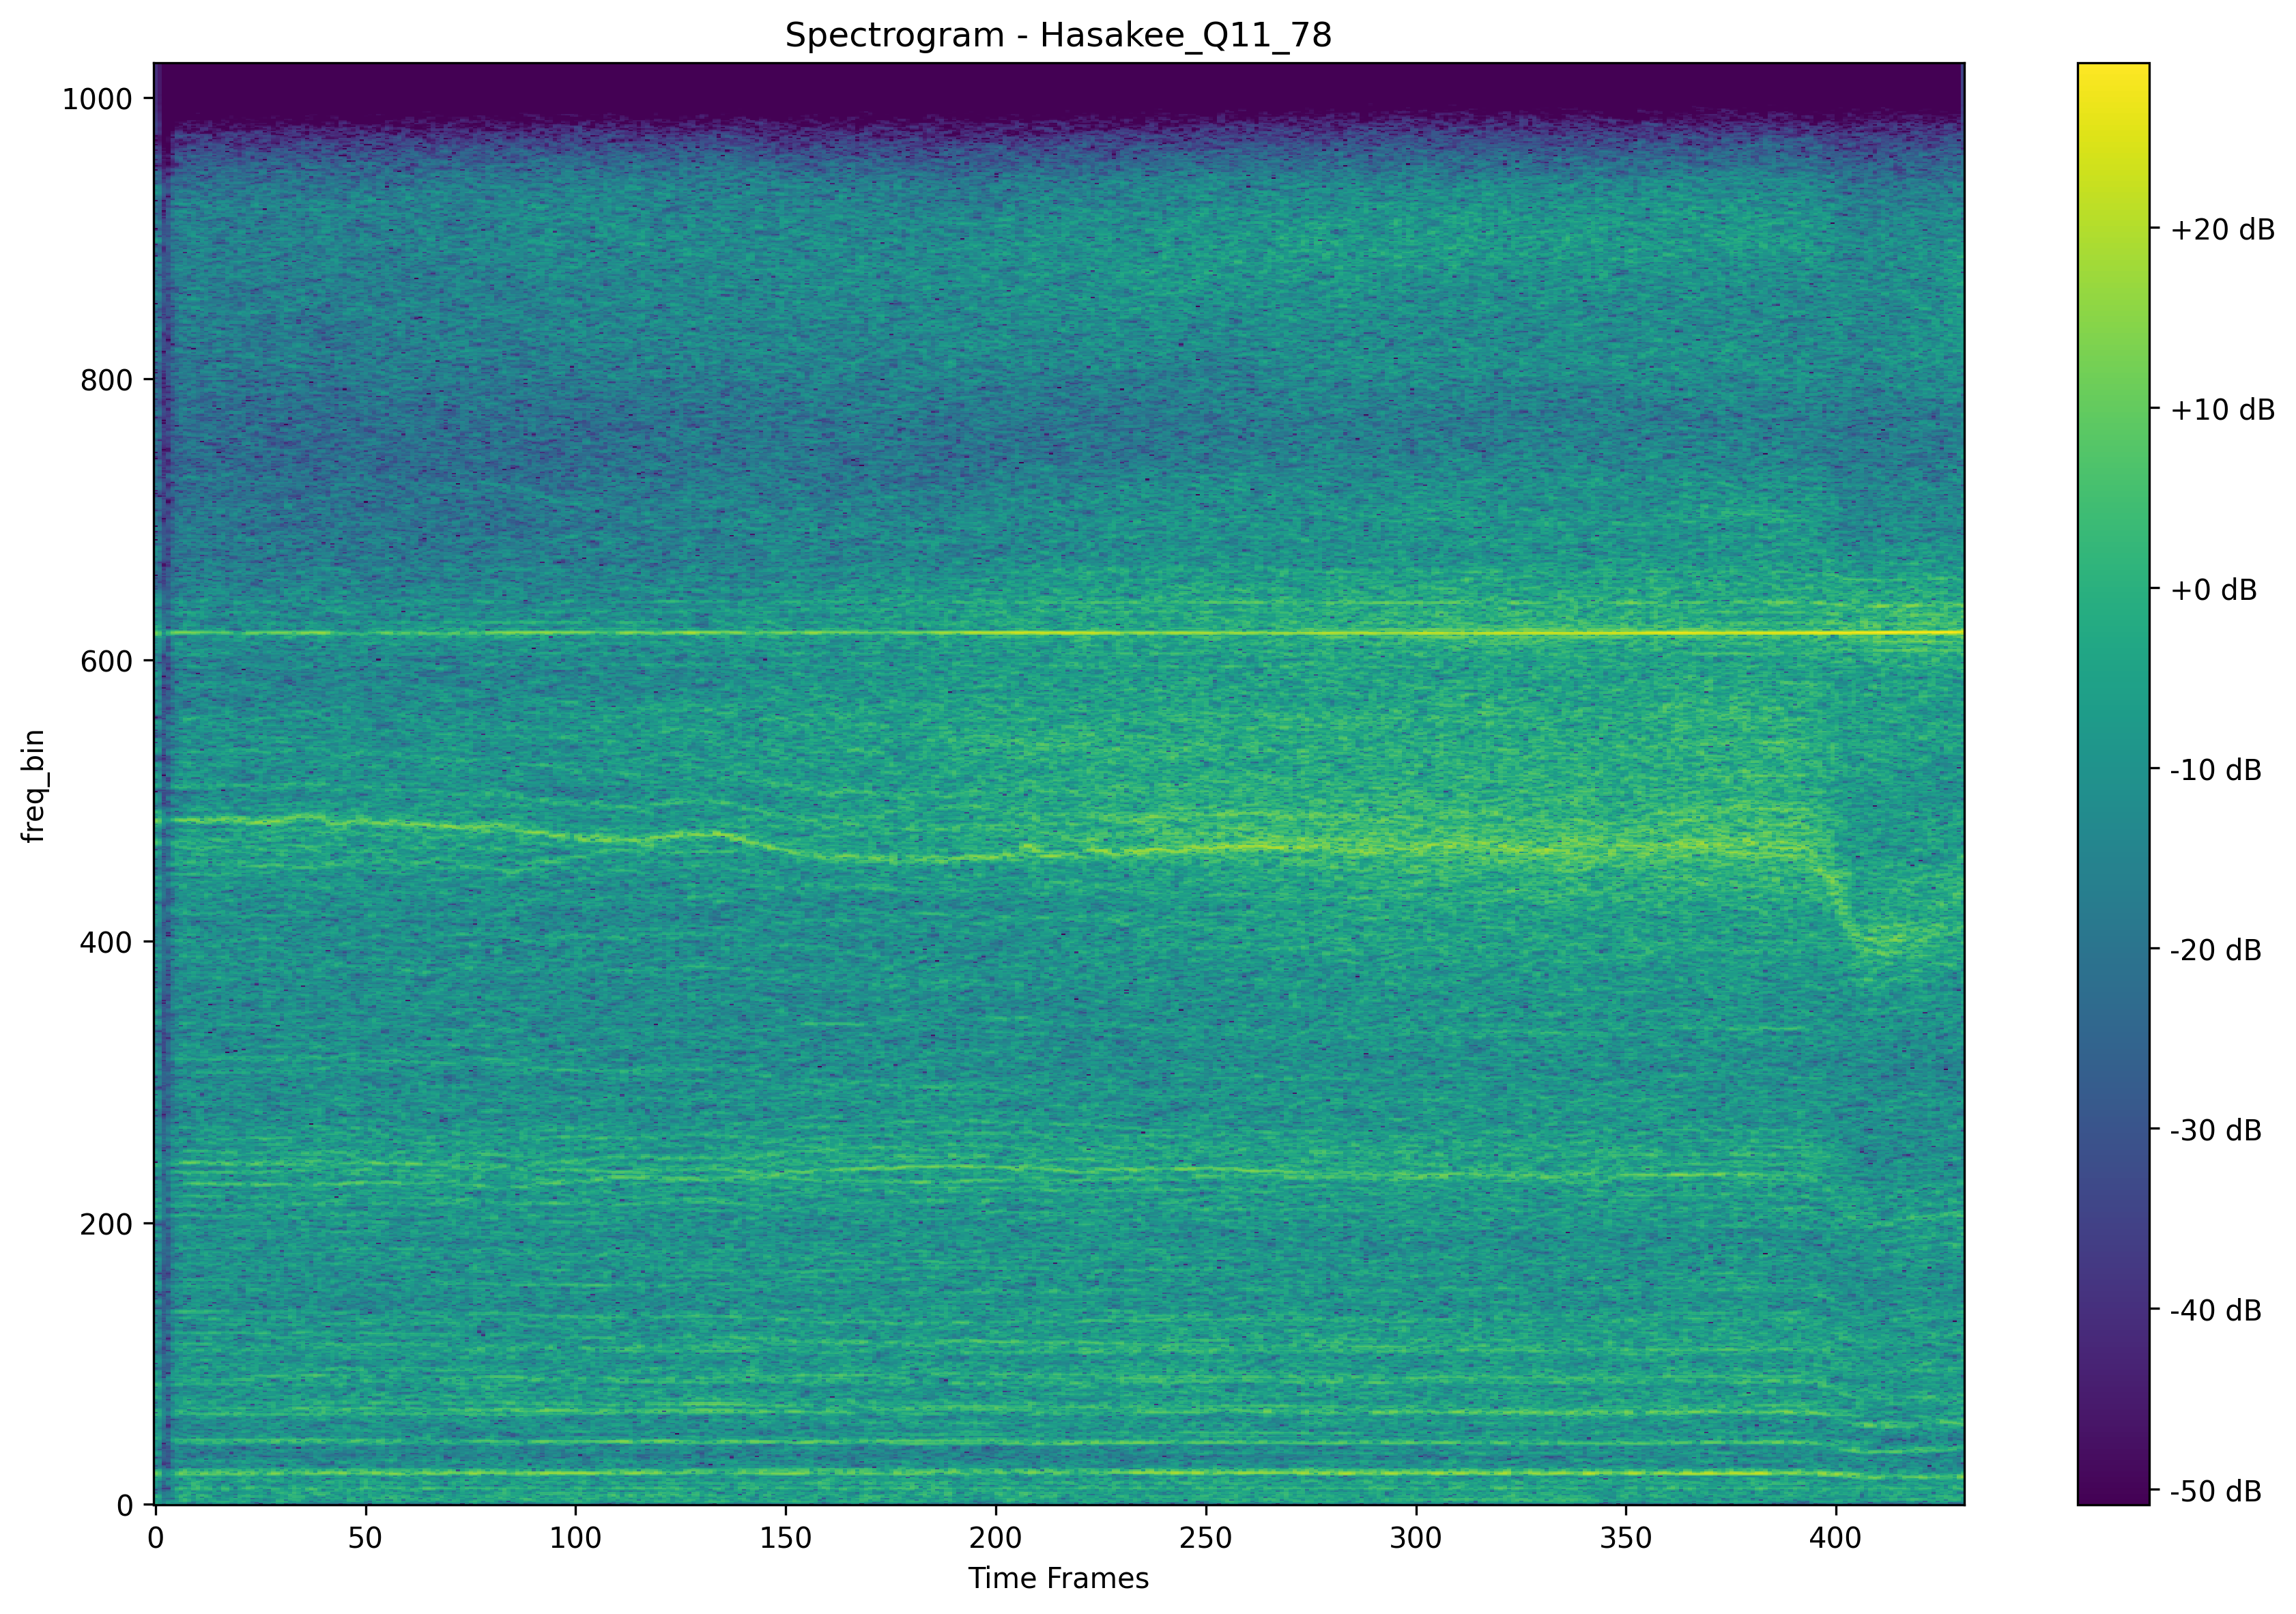 Spectrogram - Hasakee_Q11_78
1000
800
600
400
200
0
freq_bin
0 50 100 150 200 250 300 350 400
Time Frames
+20 dB
+10 dB
+0 dB
-10 dB
-20 dB
-30 dB
-40 dB
-50 dB